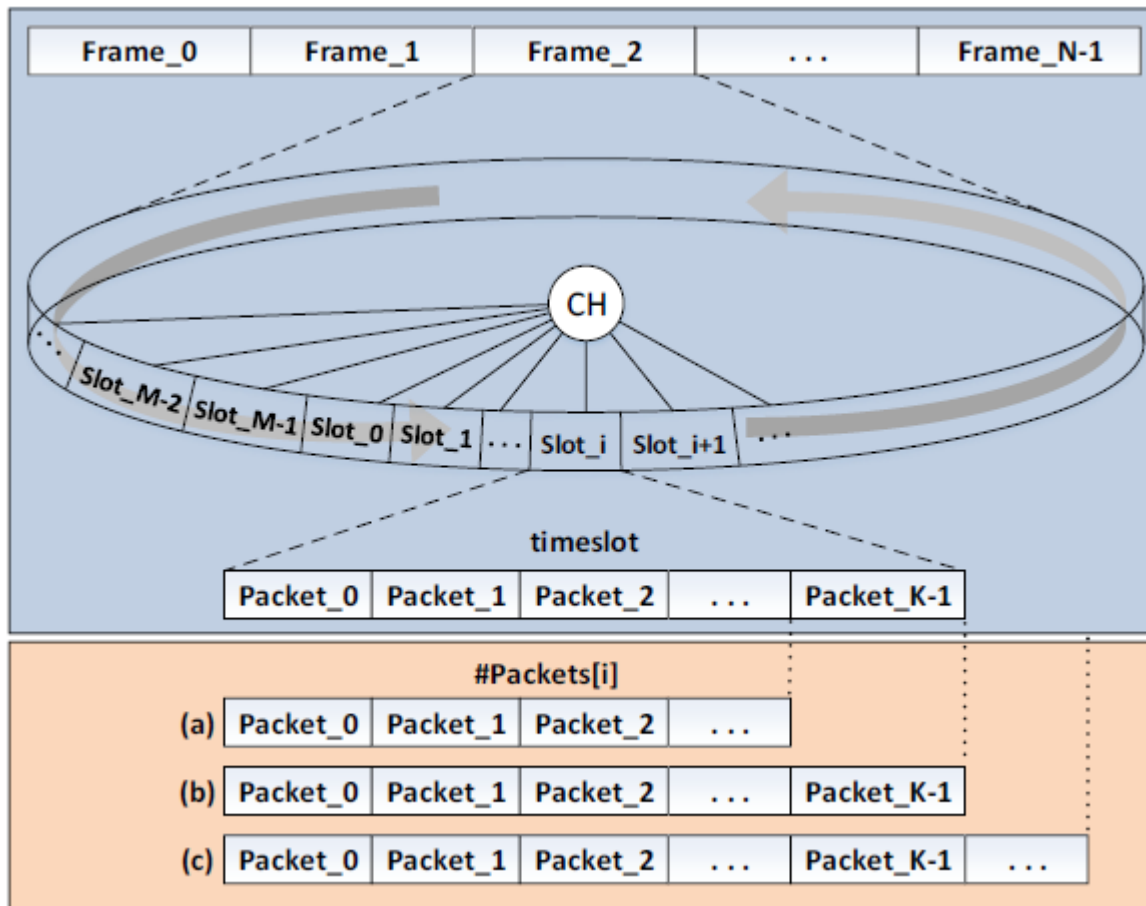 Frame_0 Frame_1 Frame_2 . . . Frame_N-1
CH
. . . Slot_M-2 Slot_M-1 Slot_0 Slot_1 . . . Slot_i Slot_i+1 . . .
timeslot
Packet_0 Packet_1 Packet_2 . . . Packet_K-1
#Packets[i]
(a) Packet_0 Packet_1 Packet_2 . . .
(b) Packet_0 Packet_1 Packet_2 . . . Packet_K-1
(c) Packet_0 Packet_1 Packet_2 . . . Packet_K-1 . . .